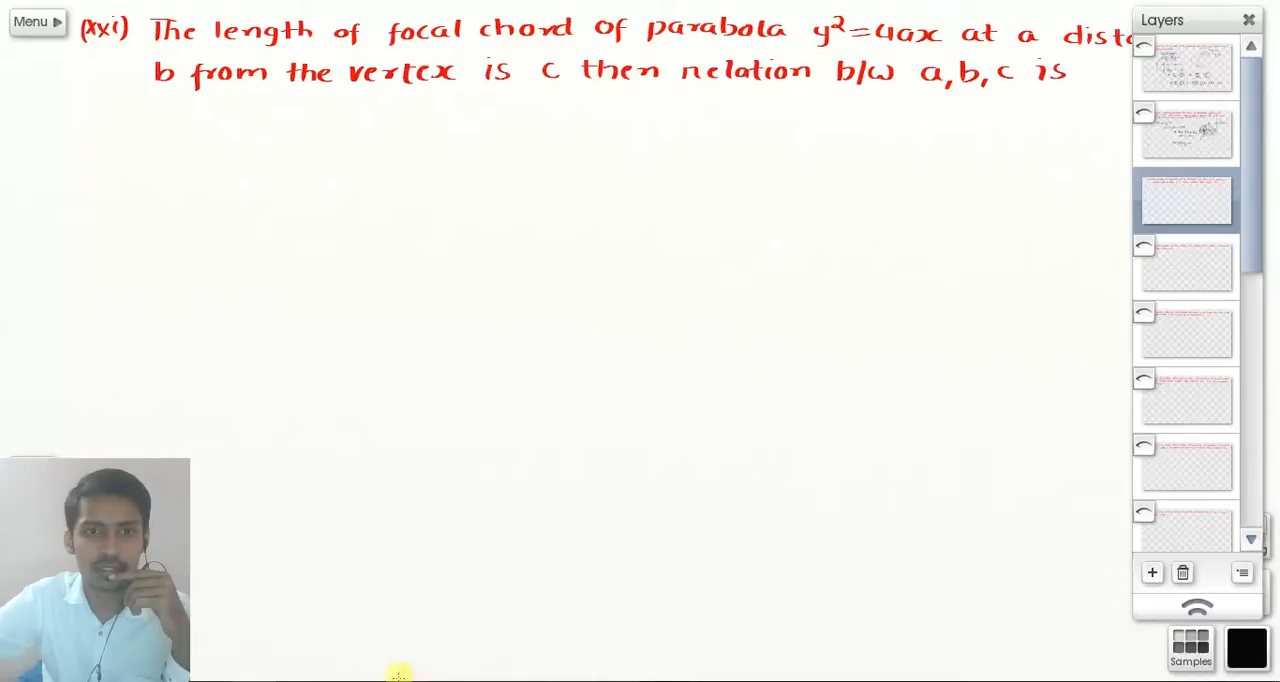 Menu
Layers
(xxi) The length of focal chord of parabola y²=4ax at a
b from the vertex is c then relation b/w a,b,c is
Samples